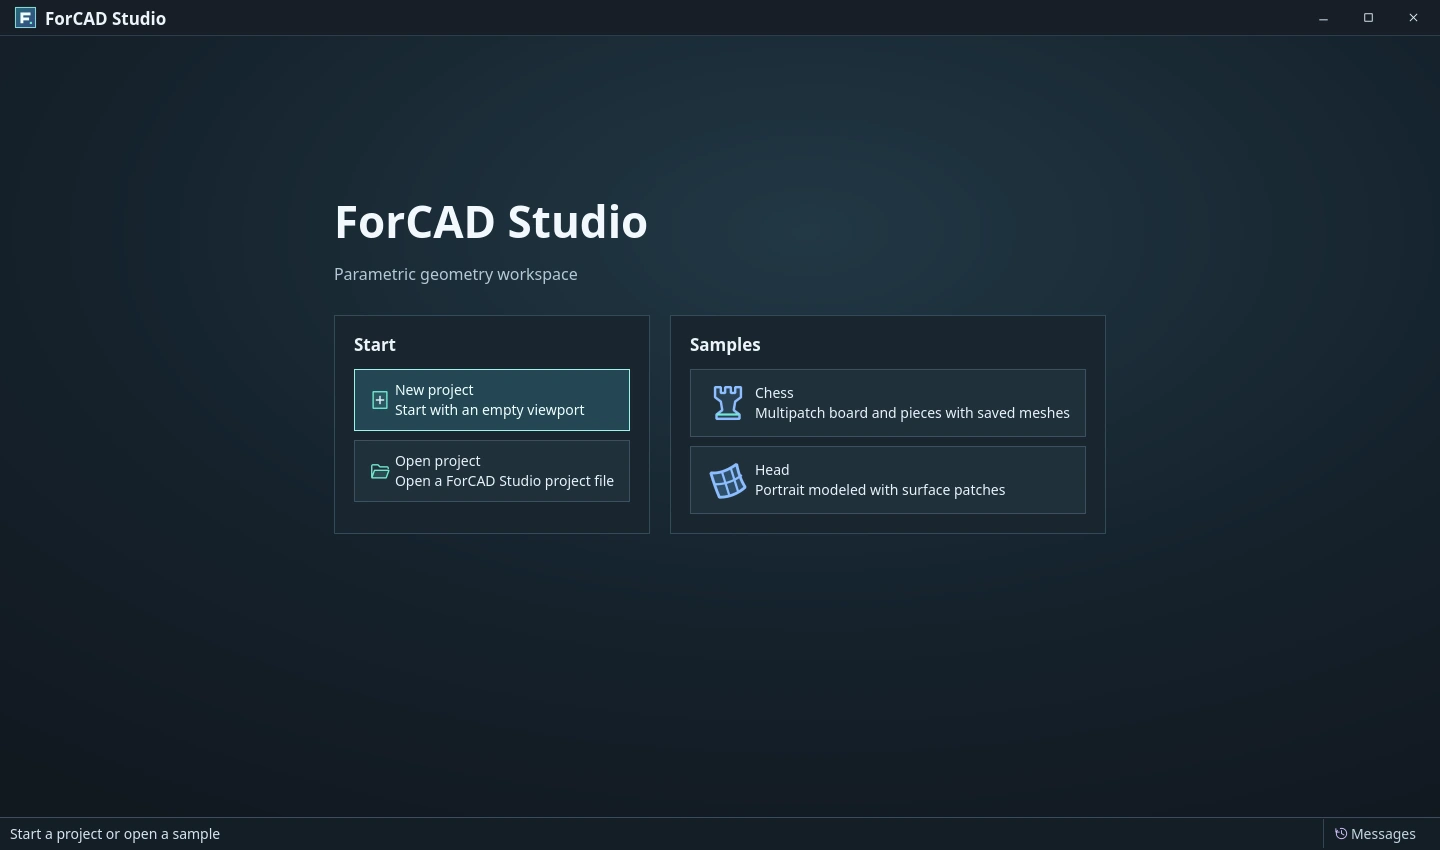 ForCAD Studio
ForCAD Studio
Parametric geometry workspace
Start
New project
Start with an empty viewport
Open project
Open a ForCAD Studio project file
Samples
Chess
Multipatch board and pieces with saved meshes
Head
Portrait modeled with surface patches
Start a project or open a sample
Messages